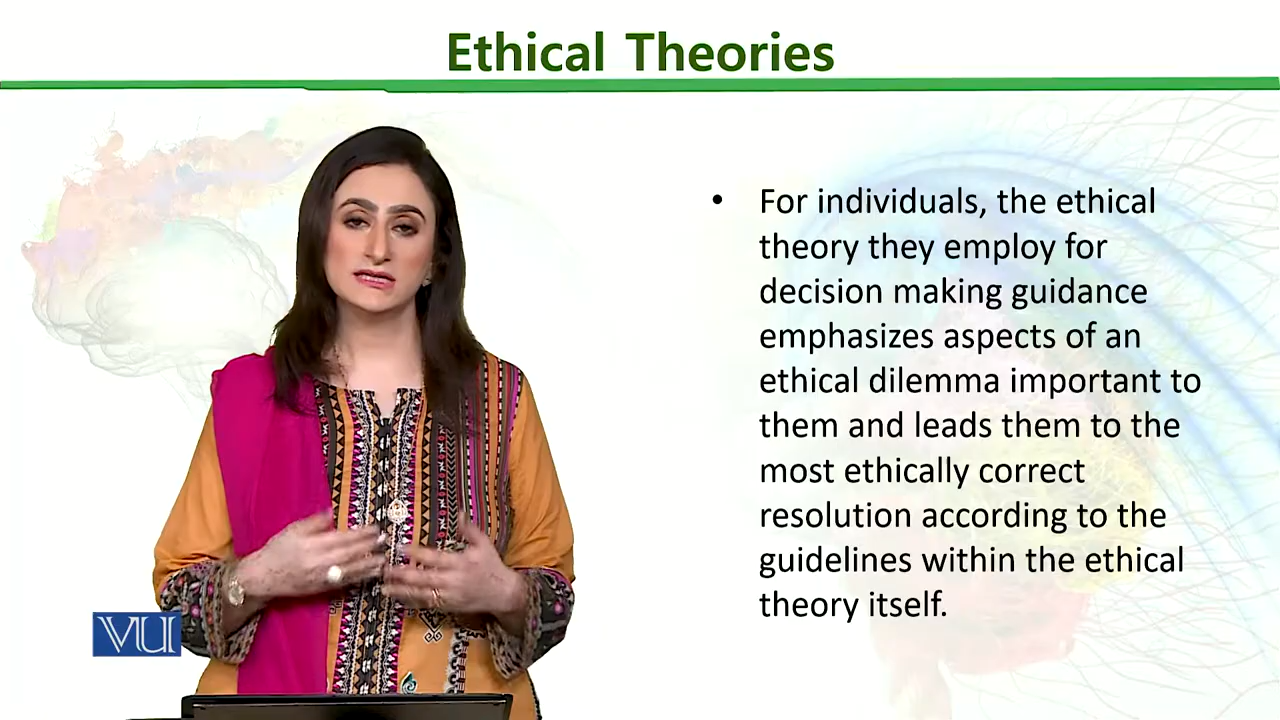 Ethical Theories
• For individuals, the ethical
theory they employ for
decision making guidance
emphasizes aspects of an
ethical dilemma important to
them and leads them to the
most ethically correct
resolution according to the
guidelines within the ethical
theory itself.
VU